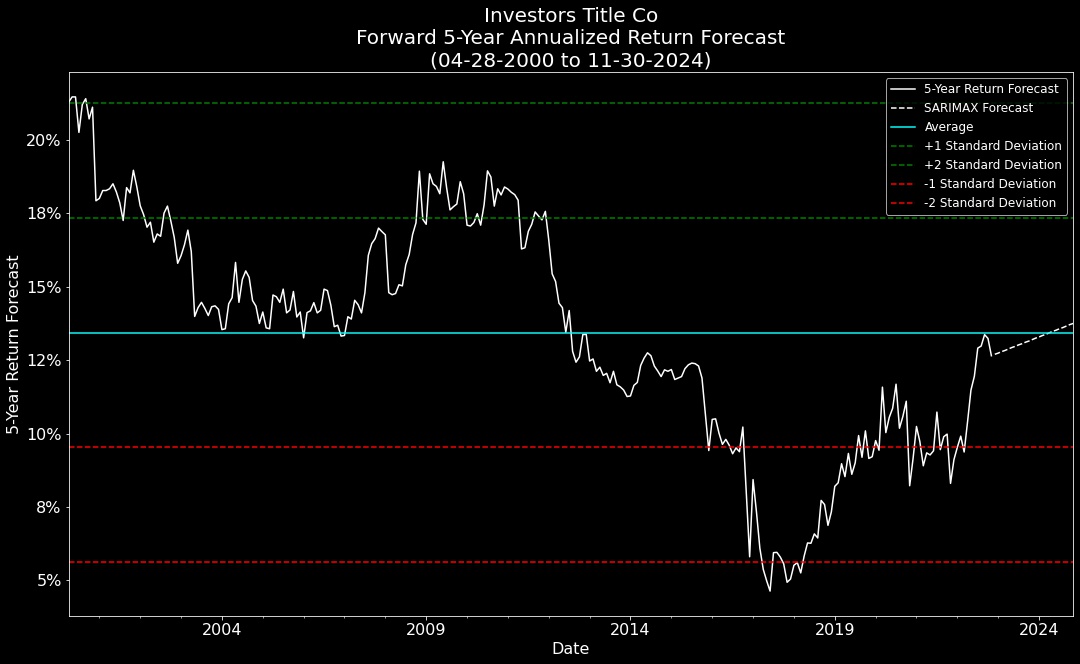 Investors Title Co
Forward 5-Year Annualized Return Forecast
(04-28-2000 to 11-30-2024)
5-Year Return Forecast
SARIMAX Forecast
Average
+1 Standard Deviation
+2 Standard Deviation
-1 Standard Deviation
-2 Standard Deviation
5-Year Return Forecast
20%
18%
15%
12%
10%
8%
5%
2004
2009
2014
2019
2024
Date